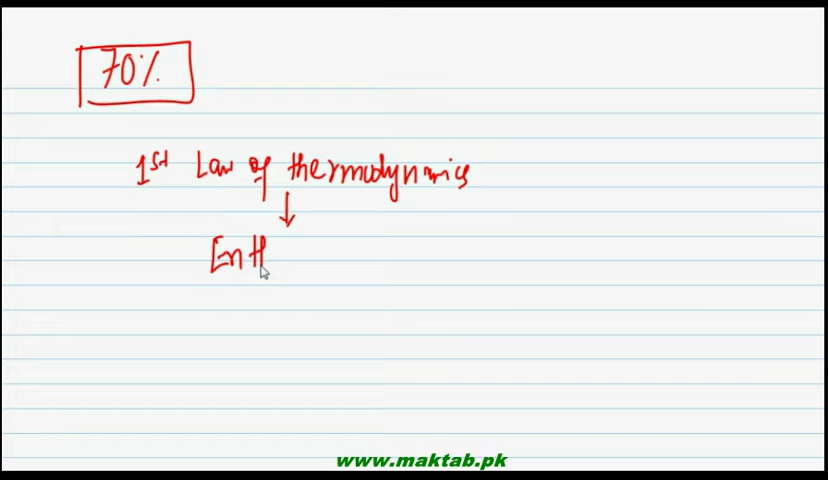 70%
1st Law of thermodynamics
↓
Enth
www.maktab.pk